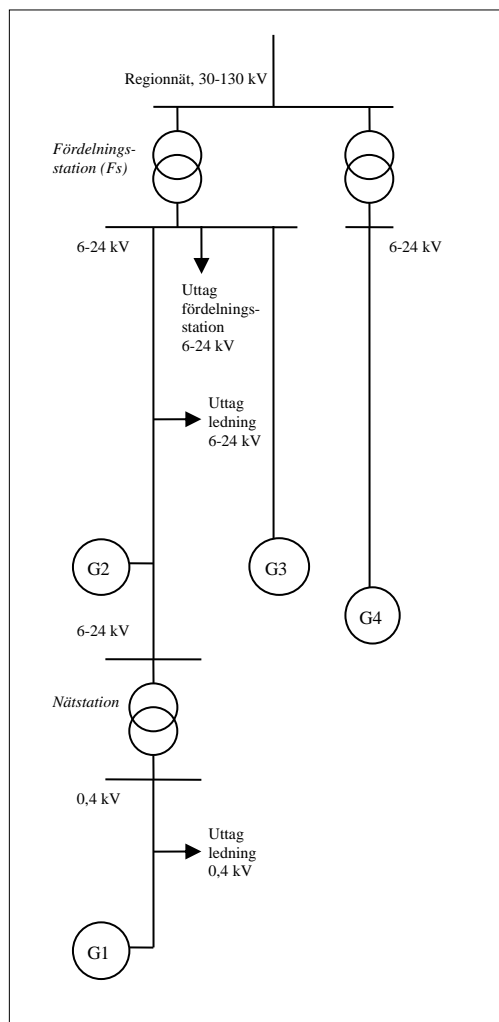 Regionnät, 30-130 kV
Fördelnings-
station (Fs)
6-24 kV
6-24 kV
Uttag
fördelnings-
station
6-24 kV
Uttag
ledning
6-24 kV
G2
G3
G4
6-24 kV
Nätstation
0,4 kV
Uttag
ledning
0,4 kV
G1